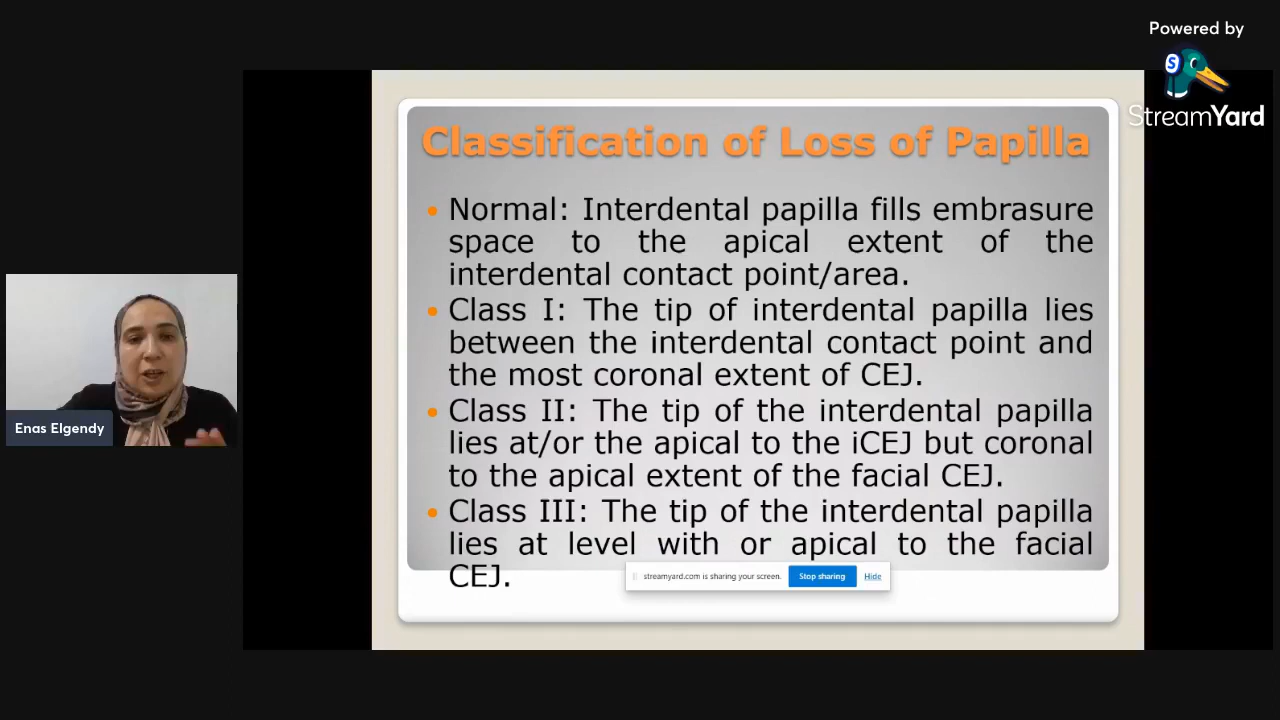 Powered by
StreamYard
Classification of Loss of Papilla
• Normal: Interdental papilla fills embrasure
space to the apical extent of the
interdental contact point/area.
• Class I: The tip of interdental papilla lies
between the interdental contact point and
the most coronal extent of CEJ.
• Class II: The tip of the interdental papilla
lies at/or the apical to the iCEJ but coronal
to the apical extent of the facial CEJ.
• Class III: The tip of the interdental papilla
lies at level with or apical to the facial
CEJ.
streamyard.com is sharing your screen. Stop sharing Hide
Enas Elgendy